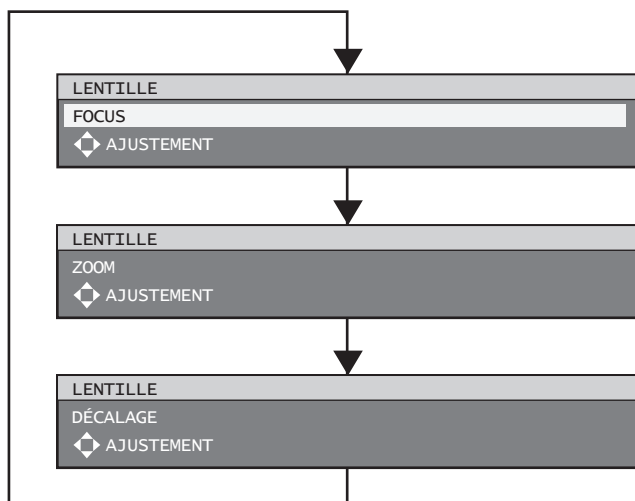 LENTILLE
FOCUS
AJUSTEMENT
LENTILLE
ZOOM
AJUSTEMENT
LENTILLE
DÉCALAGE
AJUSTEMENT